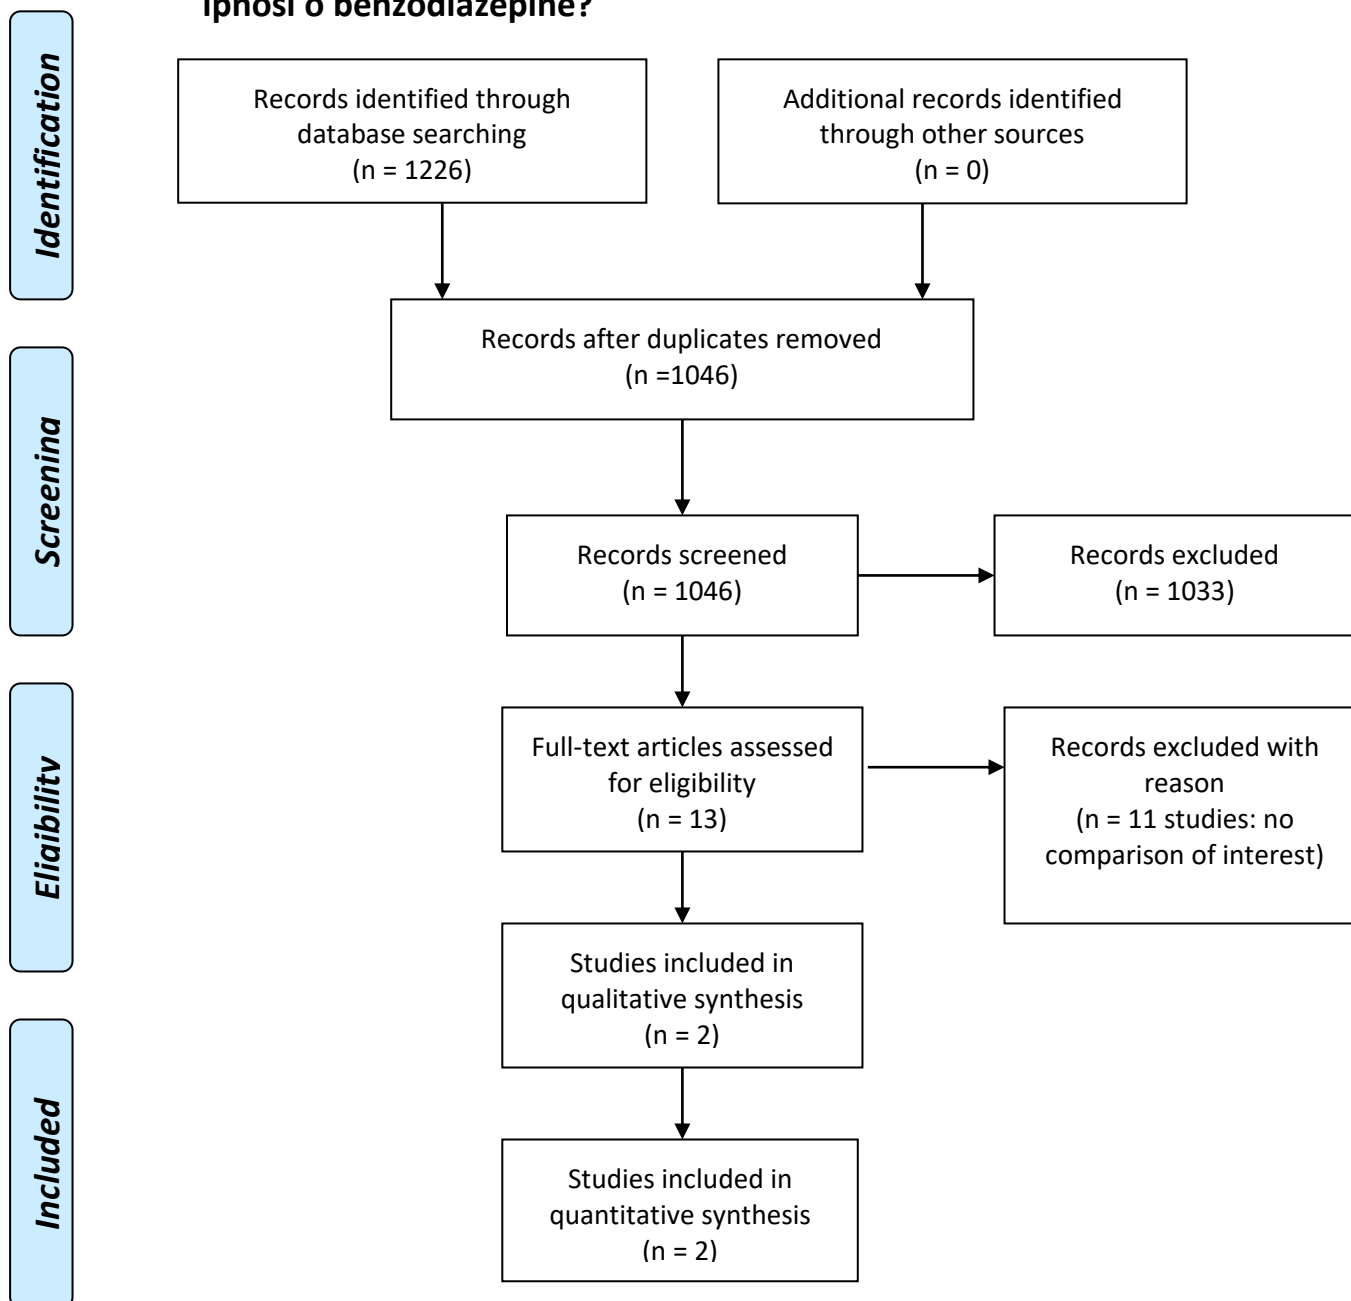 ipnosi o benzodiazepine?
Identification
Records identified through
database searching
(n = 1226)
Additional records identified
through other sources
(n = 0)
Records after duplicates removed
(n =1046)
Screening
Records screened
(n = 1046)
Records excluded
(n = 1033)
Eligibility
Full-text articles assessed
for eligibility
(n = 13)
Records excluded with
reason
(n = 11 studies: no
comparison of interest)
Studies included in
qualitative synthesis
(n = 2)
Included
Studies included in
quantitative synthesis
(n = 2)